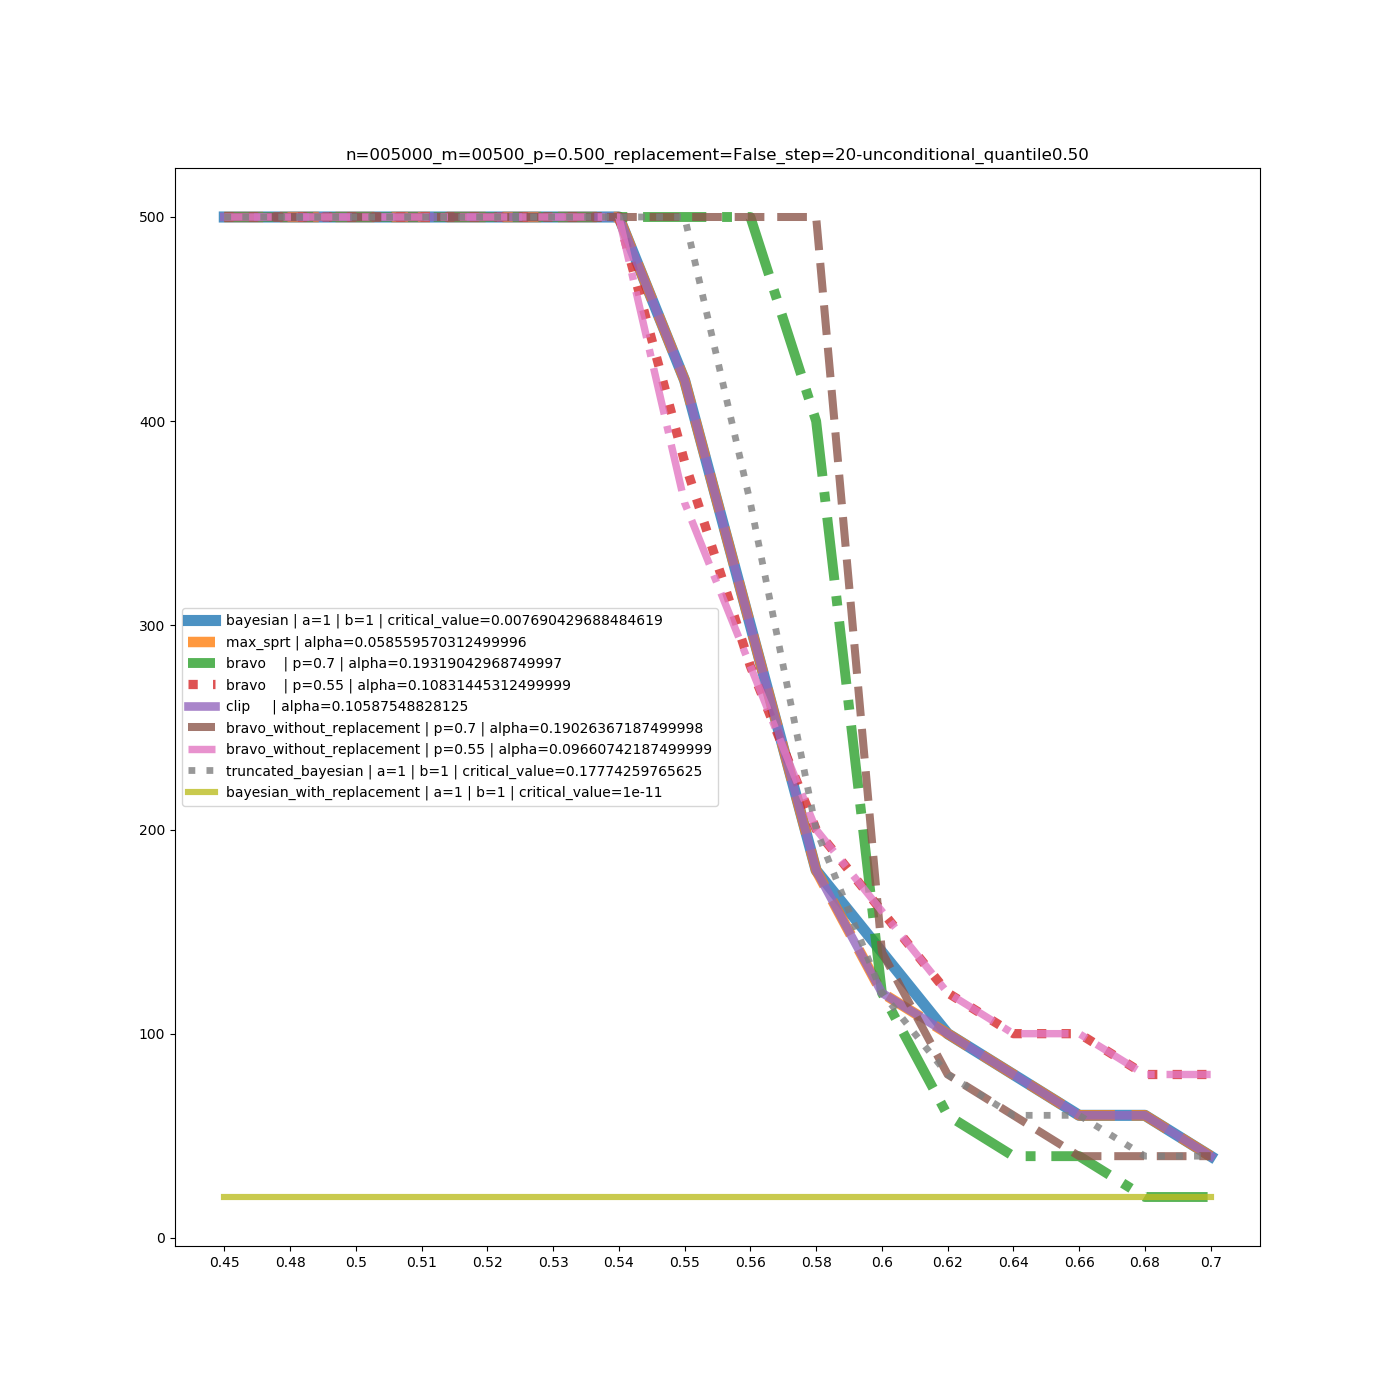 n=005000_m=00500_p=0.500_replacement=False_step=20-unconditional_quantile0.50
500
400
300
200
100
0
bayesian | a=1 | b=1 | critical_value=0.007690429688484619
max_sprt | alpha=0.058559570312499996
bravo | p=0.7 | alpha=0.19319042968749997
bravo | p=0.55 | alpha=0.10831445312499999
clip | alpha=0.10587548828125
bravo_without_replacement | p=0.7 | alpha=0.19026367187499998
bravo_without_replacement | p=0.55 | alpha=0.09660742187499999
truncated_bayesian | a=1 | b=1 | critical_value=0.17774259765625
bayesian_with_replacement | a=1 | b=1 | critical_value=1e-11
0.45 0.48 0.5 0.51 0.52 0.53 0.54 0.55 0.56 0.58 0.6 0.62 0.64 0.66 0.68 0.7